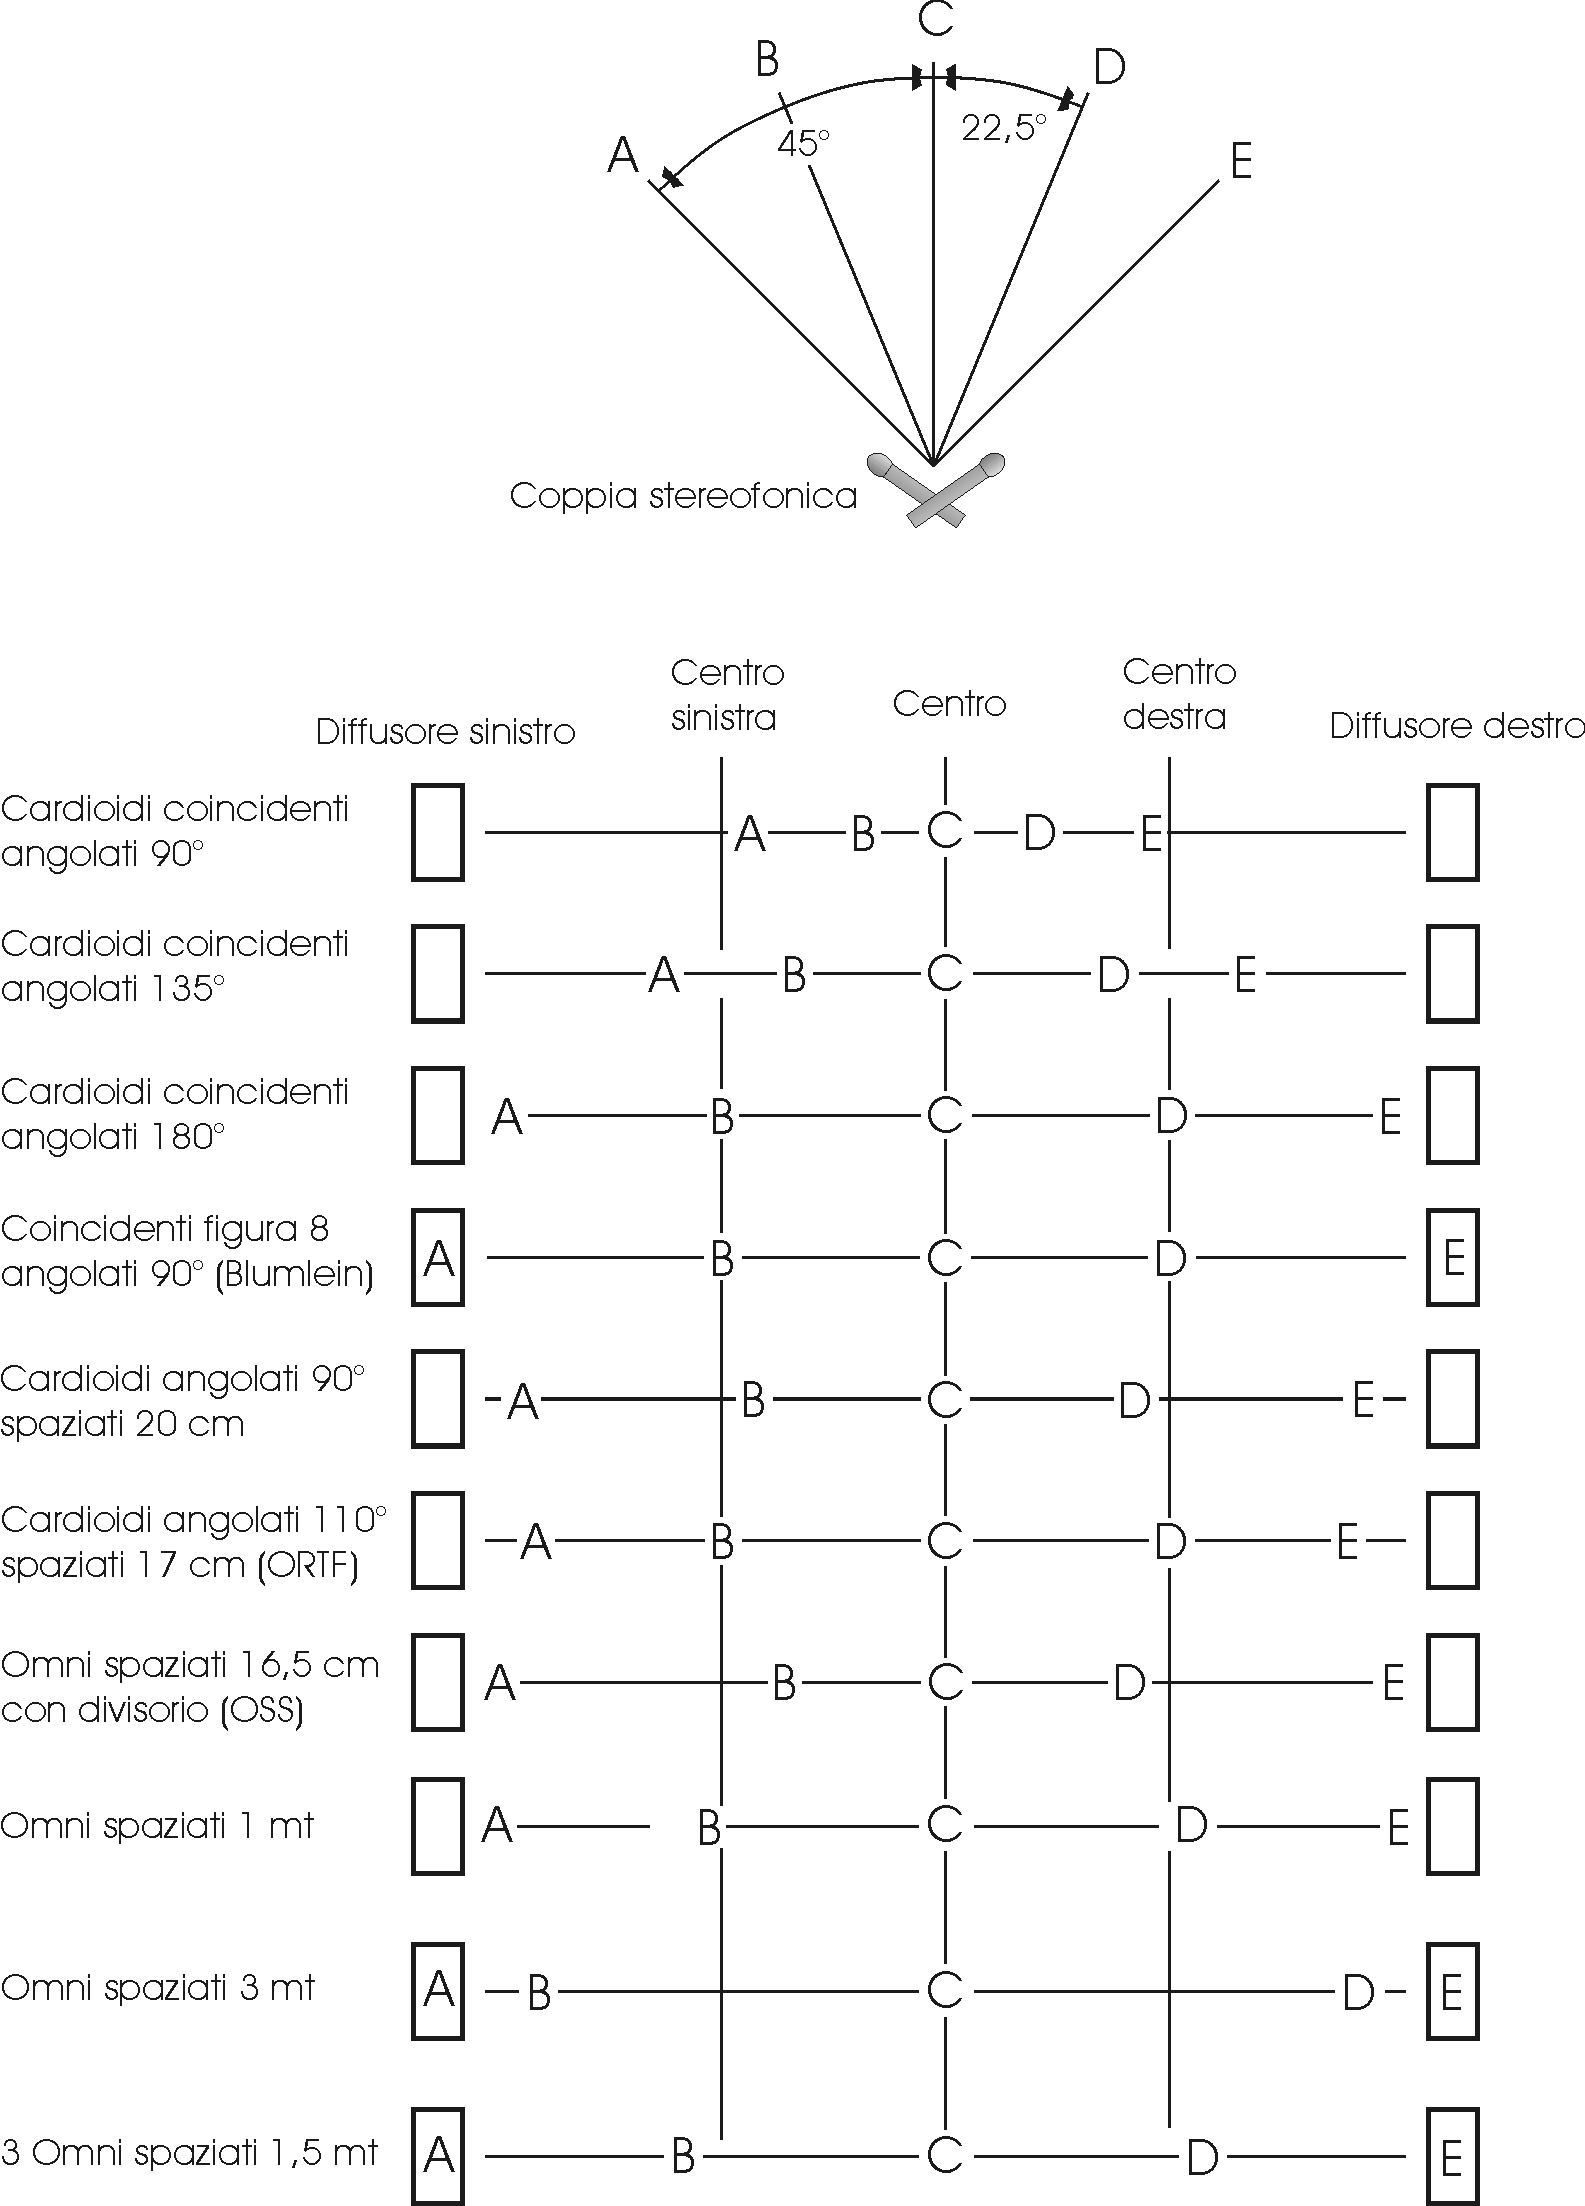 C
B
D
45°
22,5°
A
E
Coppia stereofonica
Centro
sinistra
Centro
Centro
destra
Diffusore sinistro
Diffusore destro
Cardioidi coincidenti
angolati 90°
A B C D E
Cardioidi coincidenti
angolati 135°
A B C D E
Cardioidi coincidenti
angolati 180°
A B C D E
Coincidenti figura 8
angolati 90° (Blumlein)
A B C D E
Cardioidi angolati 90°
spaziati 20 cm
A B C D E
Cardioidi angolati 110°
spaziati 17 cm (ORTF)
A B C D E
Omni spaziati 16,5 cm
con divisorio (OSS)
A B C D E
Omni spaziati 1 mt
A B C D E
Omni spaziati 3 mt
A B C D E
3 Omni spaziati 1,5 mt
A B C D E